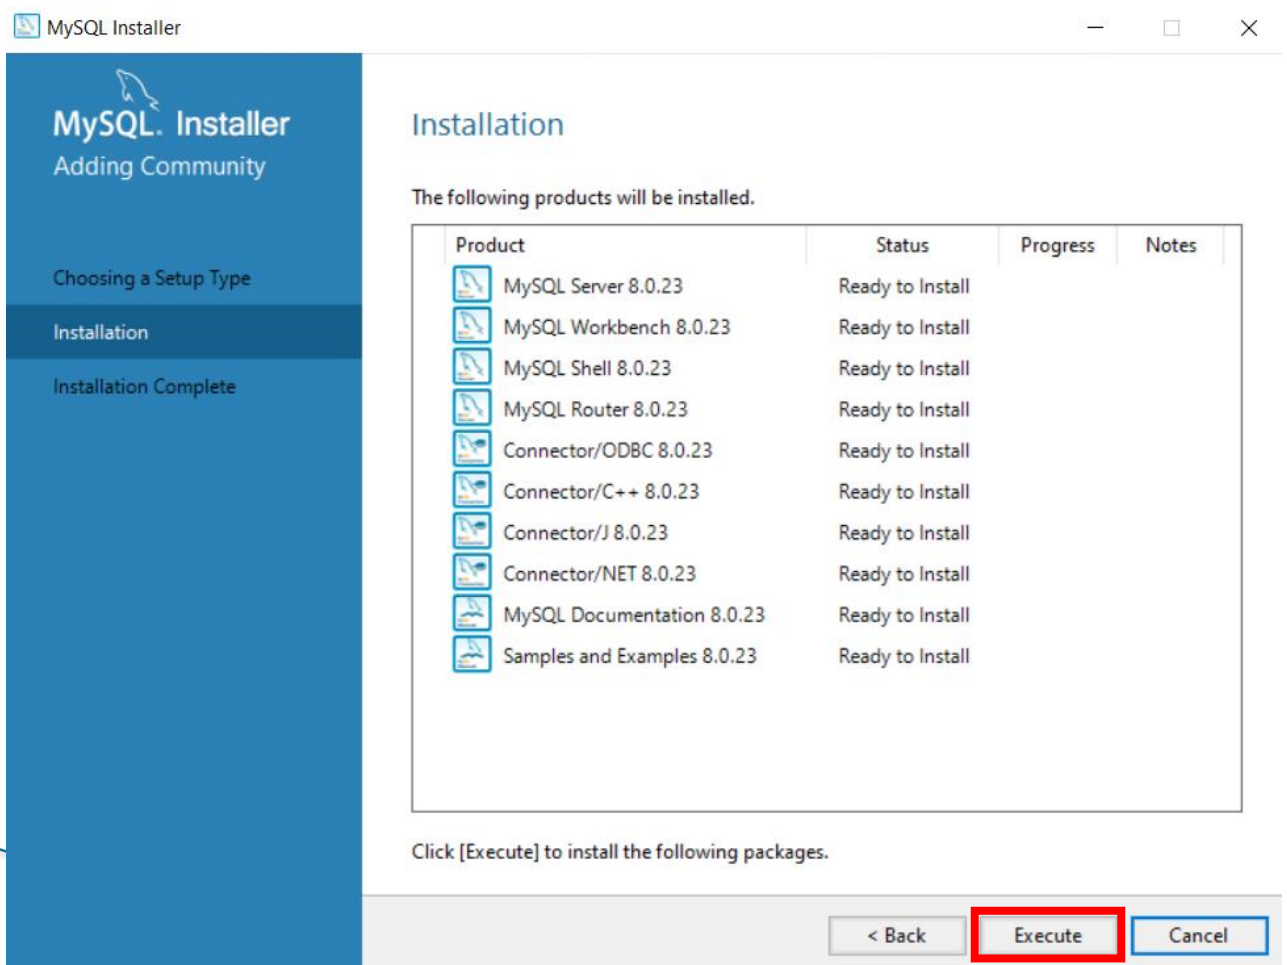 MySQL Installer
MySQL. Installer
Adding Community
Choosing a Setup Type
Installation
Installation Complete
Installation
The following products will be installed.
Product Status Progress Notes
MySQL Server 8.0.23 Ready to Install
MySQL Workbench 8.0.23 Ready to Install
MySQL Shell 8.0.23 Ready to Install
MySQL Router 8.0.23 Ready to Install
Connector/ODBC 8.0.23 Ready to Install
Connector/C++ 8.0.23 Ready to Install
Connector/J 8.0.23 Ready to Install
Connector/NET 8.0.23 Ready to Install
MySQL Documentation 8.0.23 Ready to Install
Samples and Examples 8.0.23 Ready to Install
Click [Execute] to install the following packages.
< Back Execute Cancel